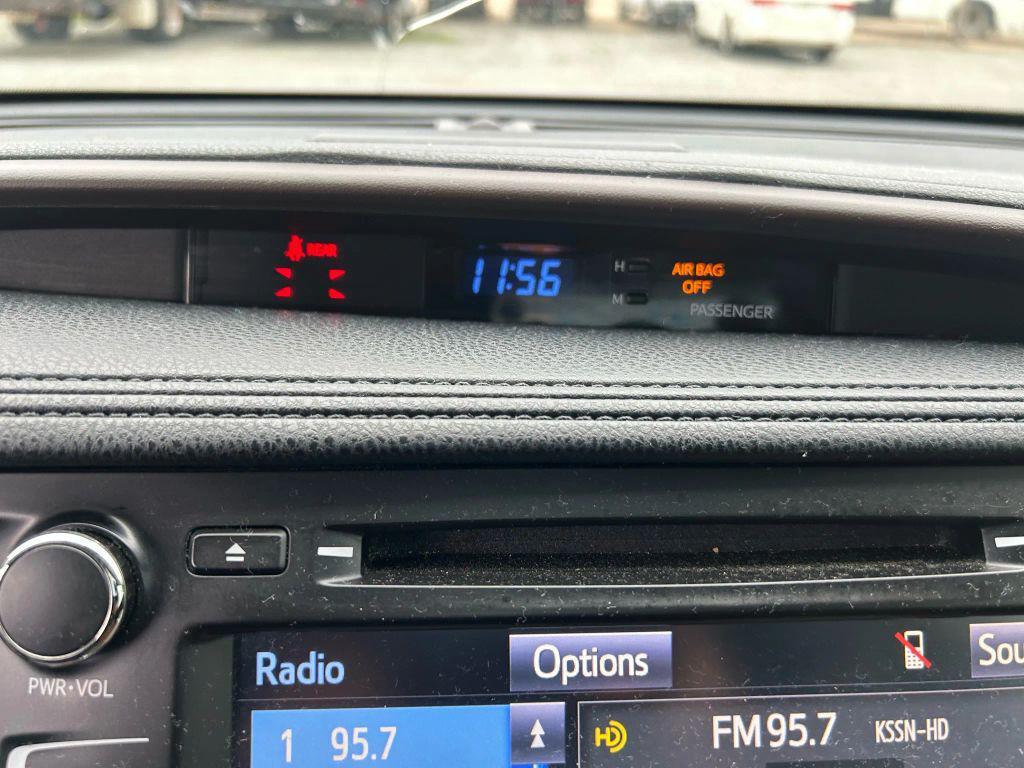 REAR
11:56
H
M
AIR BAG
OFF
PASSENGER
PWR·VOL
Radio
Options
Sou
1 95.7
HD
FM 95.7
KSSN-HD